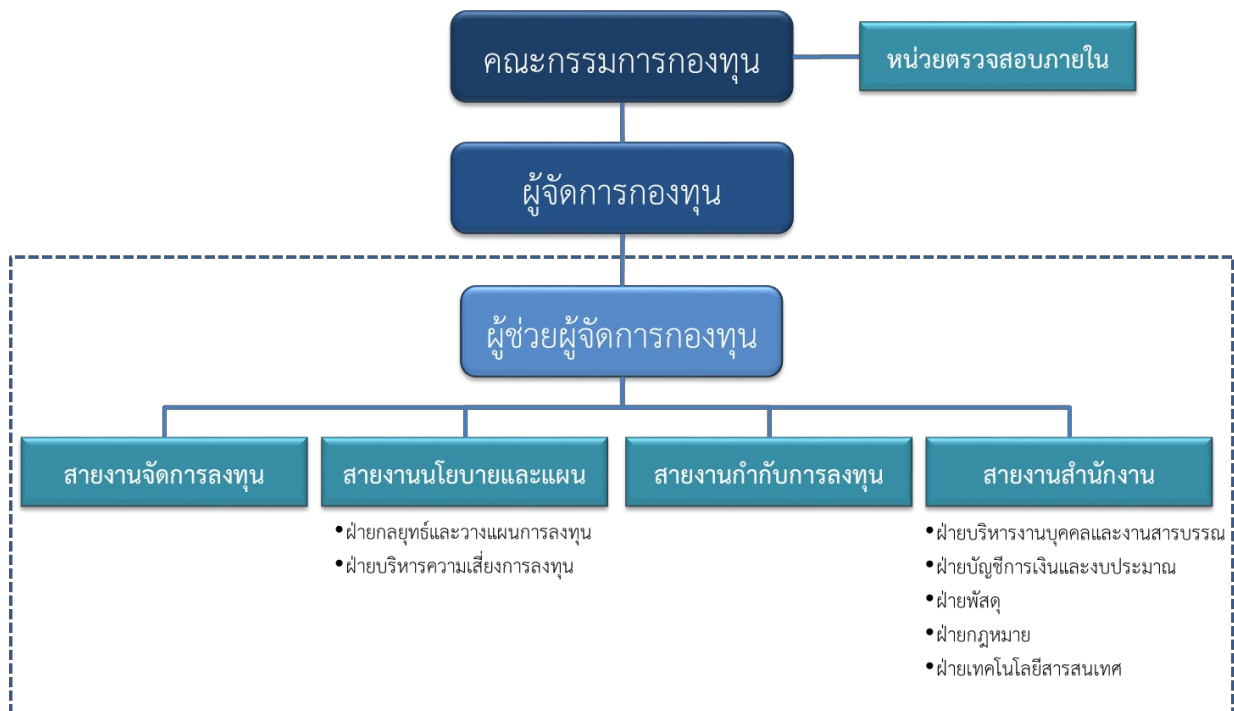 คณะกรรมการกองทุน
หน่วยตรวจสอบภายใน
ผู้จัดการกองทุน
ผู้ช่วยผู้จัดการกองทุน
สายงานจัดการลงทุน
สายงานนโยบายและแผน
สายงานกำกับการลงทุน
สายงานสำนักงาน
•ฝ่ายกลยุทธ์และวางแผนการลงทุน
•ฝ่ายบริหารความเสี่ยงการลงทุน
•ฝ่ายบริหารงานบุคคลและงานสารบรรณ
•ฝ่ายบัญชีการเงินและงบประมาณ
•ฝ่ายพัสดุ
•ฝ่ายกฎหมาย
•ฝ่ายเทคโนโลยีสารสนเทศ